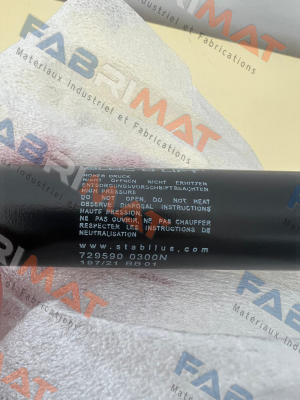 FABRIMAT
Matériaux Industriel et Fabrications
HOHER DRUCK
NICHT ÖFFNEN NICHT ERHITZEN
ENTSORGUNGSVORSCHRIFT BEACHTEN
HIGH PRESSURE
DO NOT OPEN, DO NOT HEAT
OBSERVE DISPOSAL INSTRUCTIONS
HAUTE PRESSION.
NE PAS OUVRIR, NE PAS CHAUFFER
RESPECTER LES INSTRUCTIONS DE
NEUTRALISATION
www.stabilus.com
729590 0300N
197/21 BB01